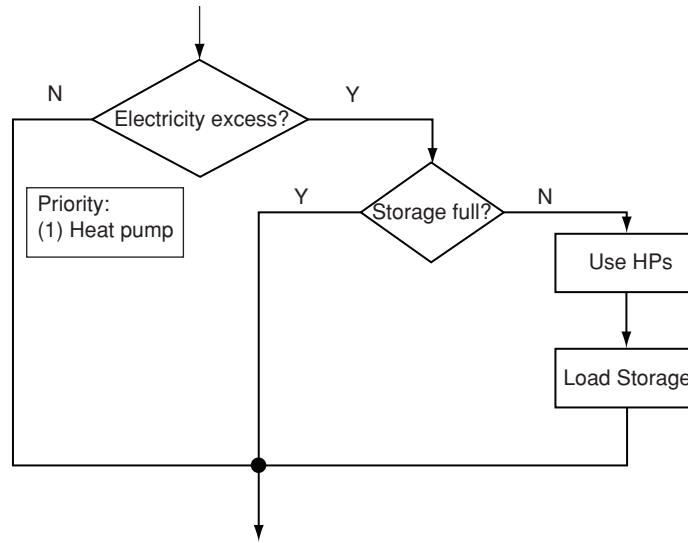 N
Y
Electricity excess?
Priority:
(1) Heat pump
Y
Storage full?
N
Use HPs
Load Storage